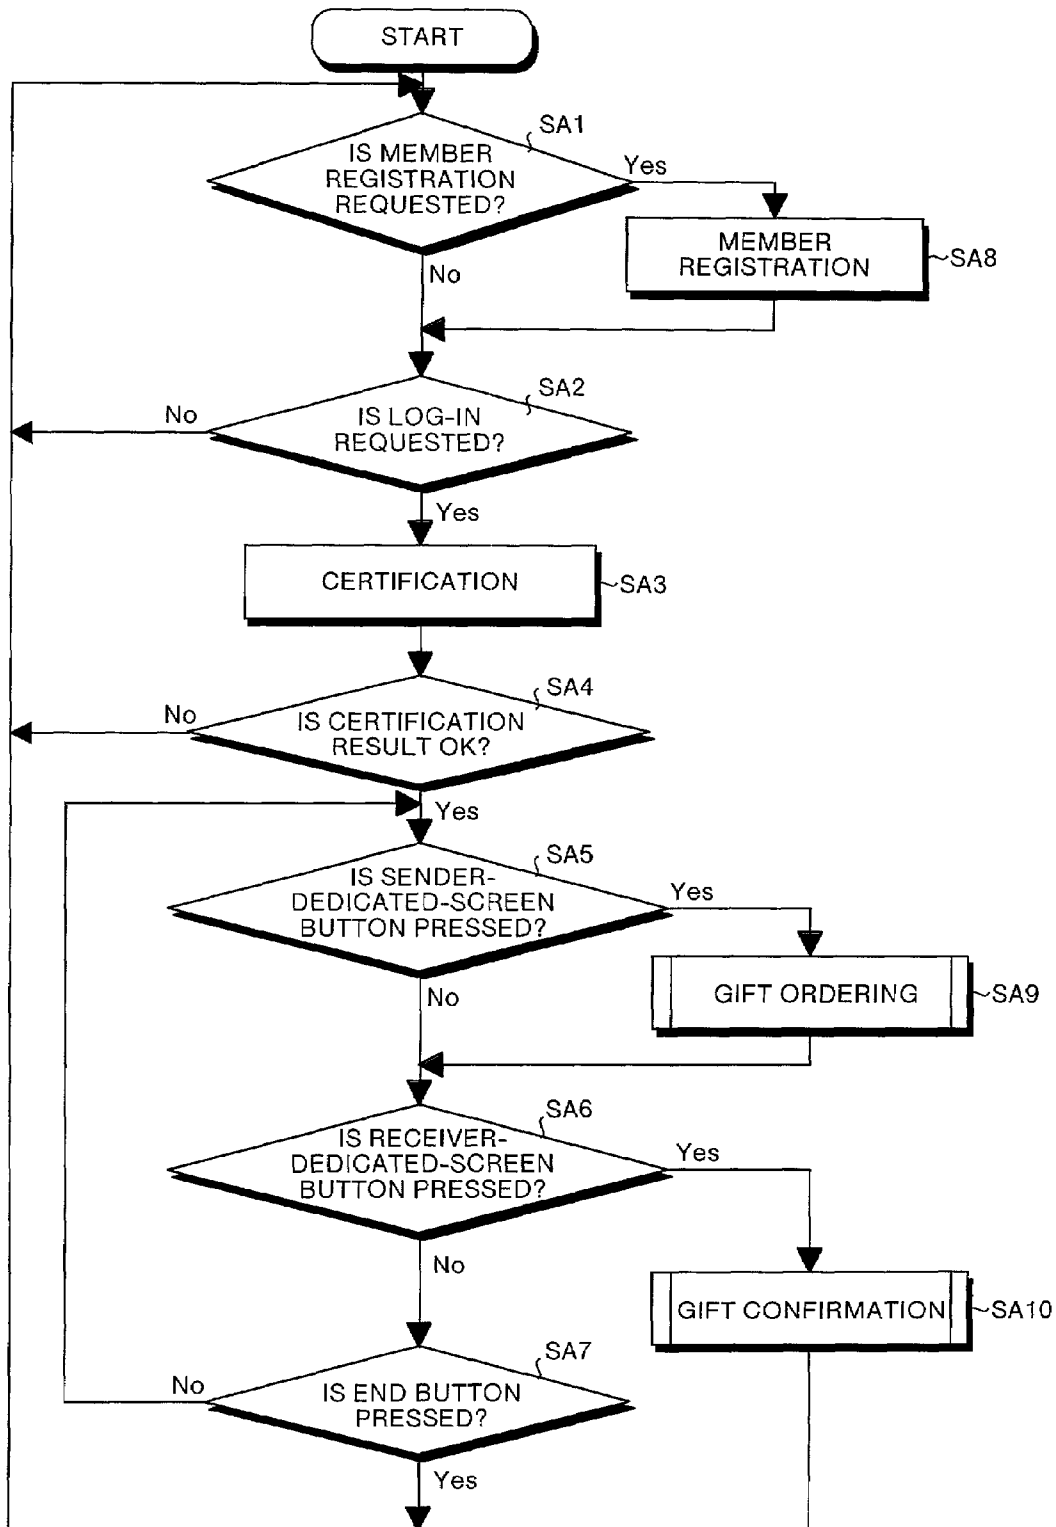 START
SA1
IS MEMBER
REGISTRATION
REQUESTED?
Yes
MEMBER
REGISTRATION
SA8
No
SA2
No
IS LOG-IN
REQUESTED?
Yes
CERTIFICATION
SA3
SA4
No
IS CERTIFICATION
RESULT OK?
Yes
SA5
IS SENDER-
DEDICATED-SCREEN
BUTTON PRESSED?
Yes
GIFT ORDERING
SA9
No
SA6
IS RECEIVER-
DEDICATED-SCREEN
BUTTON PRESSED?
Yes
No
GIFT CONFIRMATION
SA10
SA7
No
IS END BUTTON
PRESSED?
Yes